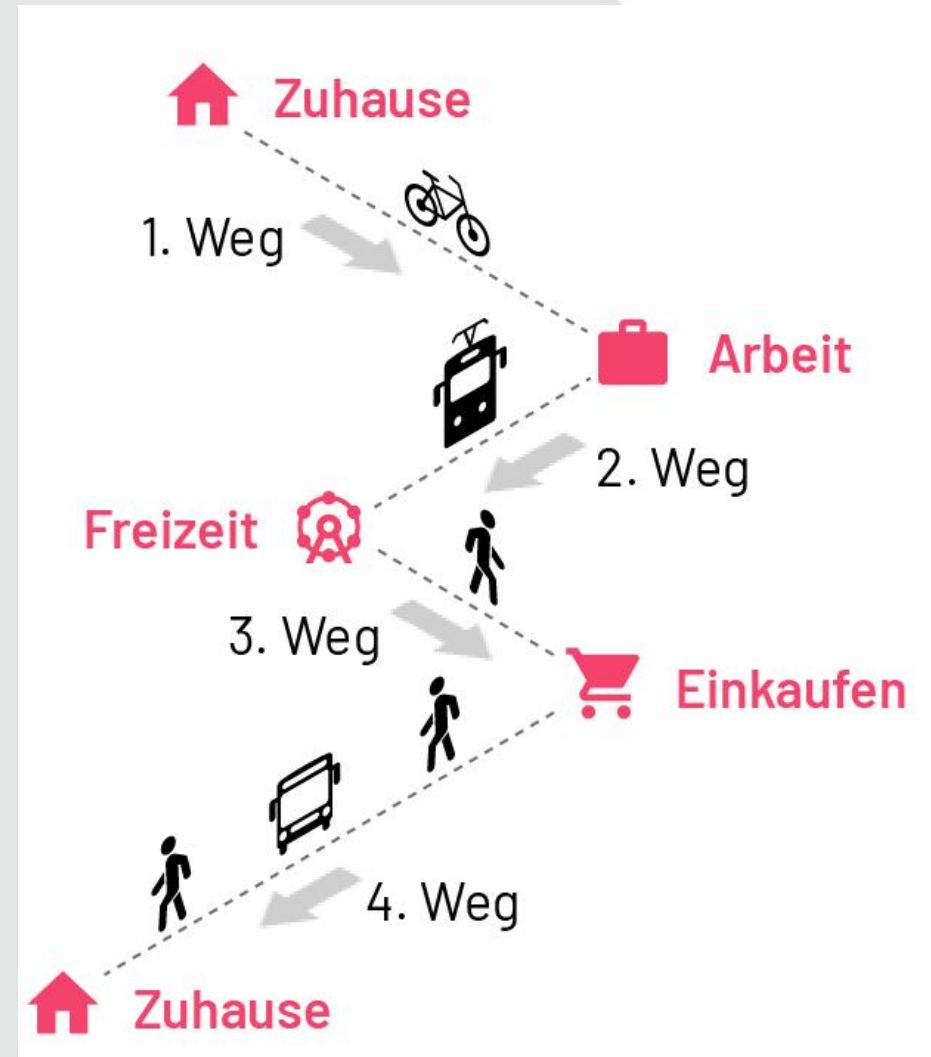 Zuhause
1. Weg
Arbeit
2. Weg
Freizeit
3. Weg
Einkaufen
4. Weg
Zuhause